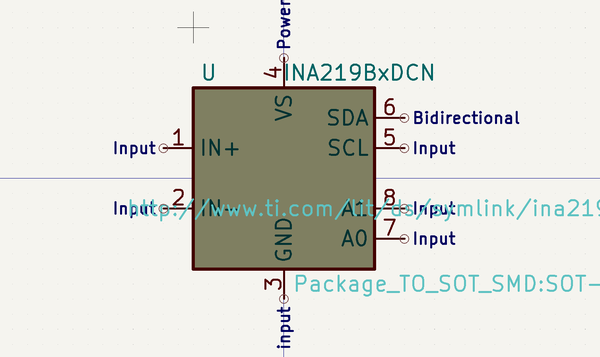 Power
4
U
INA219BxDCN
VS
SDA
6
Bidirectional
Input
1
IN+
SCL
5
Input
Input
2
IN-
A1
8
Input
http://www.ti.com/lit/ds/symlink/ina219
GND
A0
7
Input
3
Package_TO_SOT_SMD:SOT-
input